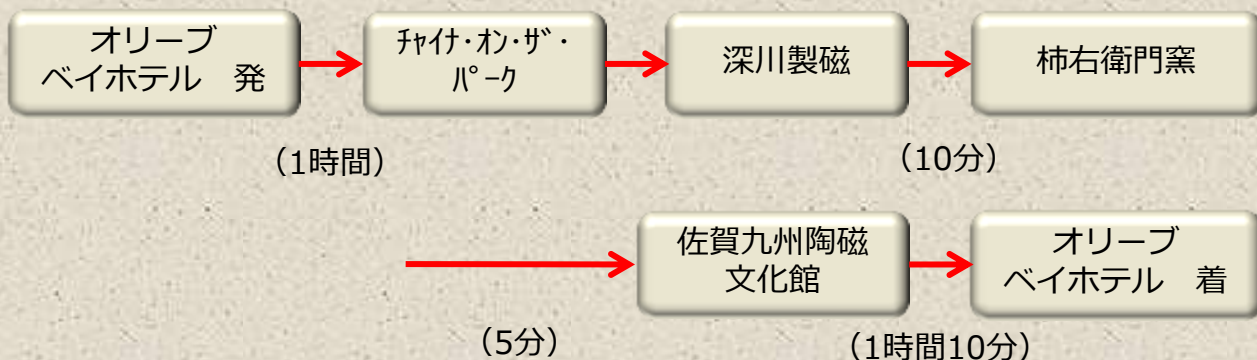 オリーブ
ベイホテル　発
ﾁｬｲﾅ･ｵﾝ･ｻﾞ･
ﾊﾟｰｸ
深川製磁
柿右衛門窯
（1時間）
（10分）
佐賀九州陶磁
文化館
オリーブ
ベイホテル　着
（5分）
（1時間10分）